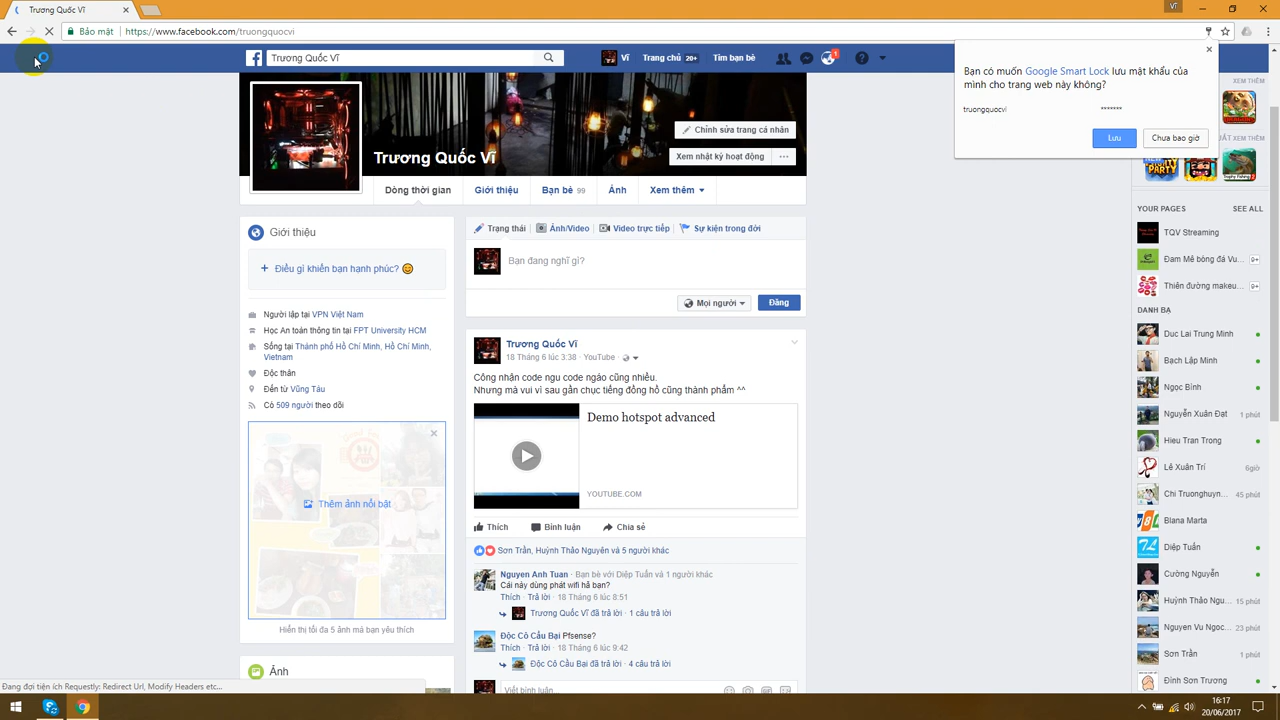 Trương Quốc Vĩ
VĨ
Bảo mật
https://www.facebook.com/truongquocvi
Trương Quốc Vĩ
Vĩ
Trang chủ 20+
Tìm bạn bè
1
Bạn có muốn Google Smart Lock lưu mật khẩu của
mình cho trang web này không?
truongquocvi *******
Lưu
Chưa bao giờ
XEM THÊM
XEM THÊM
Trương Quốc Vĩ
Chỉnh sửa trang cá nhân
Xem nhật ký hoạt động
Dòng thời gian
Giới thiệu
Bạn bè 99
Ảnh
Xem thêm
Giới thiệu
Điều gì khiến bạn hạnh phúc?
Người lập tại VPN Việt Nam
Học An toàn thông tin tại FPT University HCM
Sống tại Thành phố Hồ Chí Minh, Hồ Chí Minh,
Vietnam
Độc thân
Đến từ Vũng Tàu
Có 509 người theo dõi
Thêm ảnh nổi bật
Hiển thị tối đa 5 ảnh mà bạn yêu thích
Ảnh
Trạng thái
Ảnh/Video
Video trực tiếp
Sự kiện trong đời
Bạn đang nghĩ gì?
Mọi người
Đăng
Trương Quốc Vĩ
18 Tháng 6 lúc 3:38 · YouTube ·
Công nhận code ngu code ngáo cũng nhiều.
Nhưng mà vui vì sau gần chục tiếng đồng hồ cũng thành phẩm ^^
Demo hotspot advanced
YOUTUBE.COM
Thích
Bình luận
Chia sẻ
Sơn Trần, Huỳnh Thảo Nguyên và 5 người khác
Nguyen Anh Tuan · Bạn bè với Diệp Tuấn và 1 người khác
Cái này dùng phát wifi hả bạn?
Thích · Trả lời · 18 Tháng 6 lúc 8:51
Trương Quốc Vĩ đã trả lời · 1 câu trả lời
Độc Cô Cầu Bại Pfsense?
Thích · Trả lời · 18 Tháng 6 lúc 9:42
Độc Cô Cầu Bại đã trả lời · 4 câu trả lời
Viết bình luận...
YOUR PAGES
SEE ALL
TQV Streaming
Đam Mê bóng đá Vu...
Thiên đường makeu...
DANH BẠ
Duc Lai Trung Minh
Bạch Lập Minh
Ngọc Bình
Nguyễn Xuân Đạt 1 phút
Hieu Tran Trong
Lê Xuân Trí 6giờ
Chi Truonghuyn... 45 phút
Blana Marta
Diệp Tuấn
Cường Nguyễn
Huỳnh Thảo Ngu... 15 phút
Nguyen Vu Ngoc... 23 phút
Sơn Trần 1 phút
Đình Sơn Trương
Đang đợi tiện ích Requestly: Redirect Url, Modify Headers etc...
16:17
20/06/2017